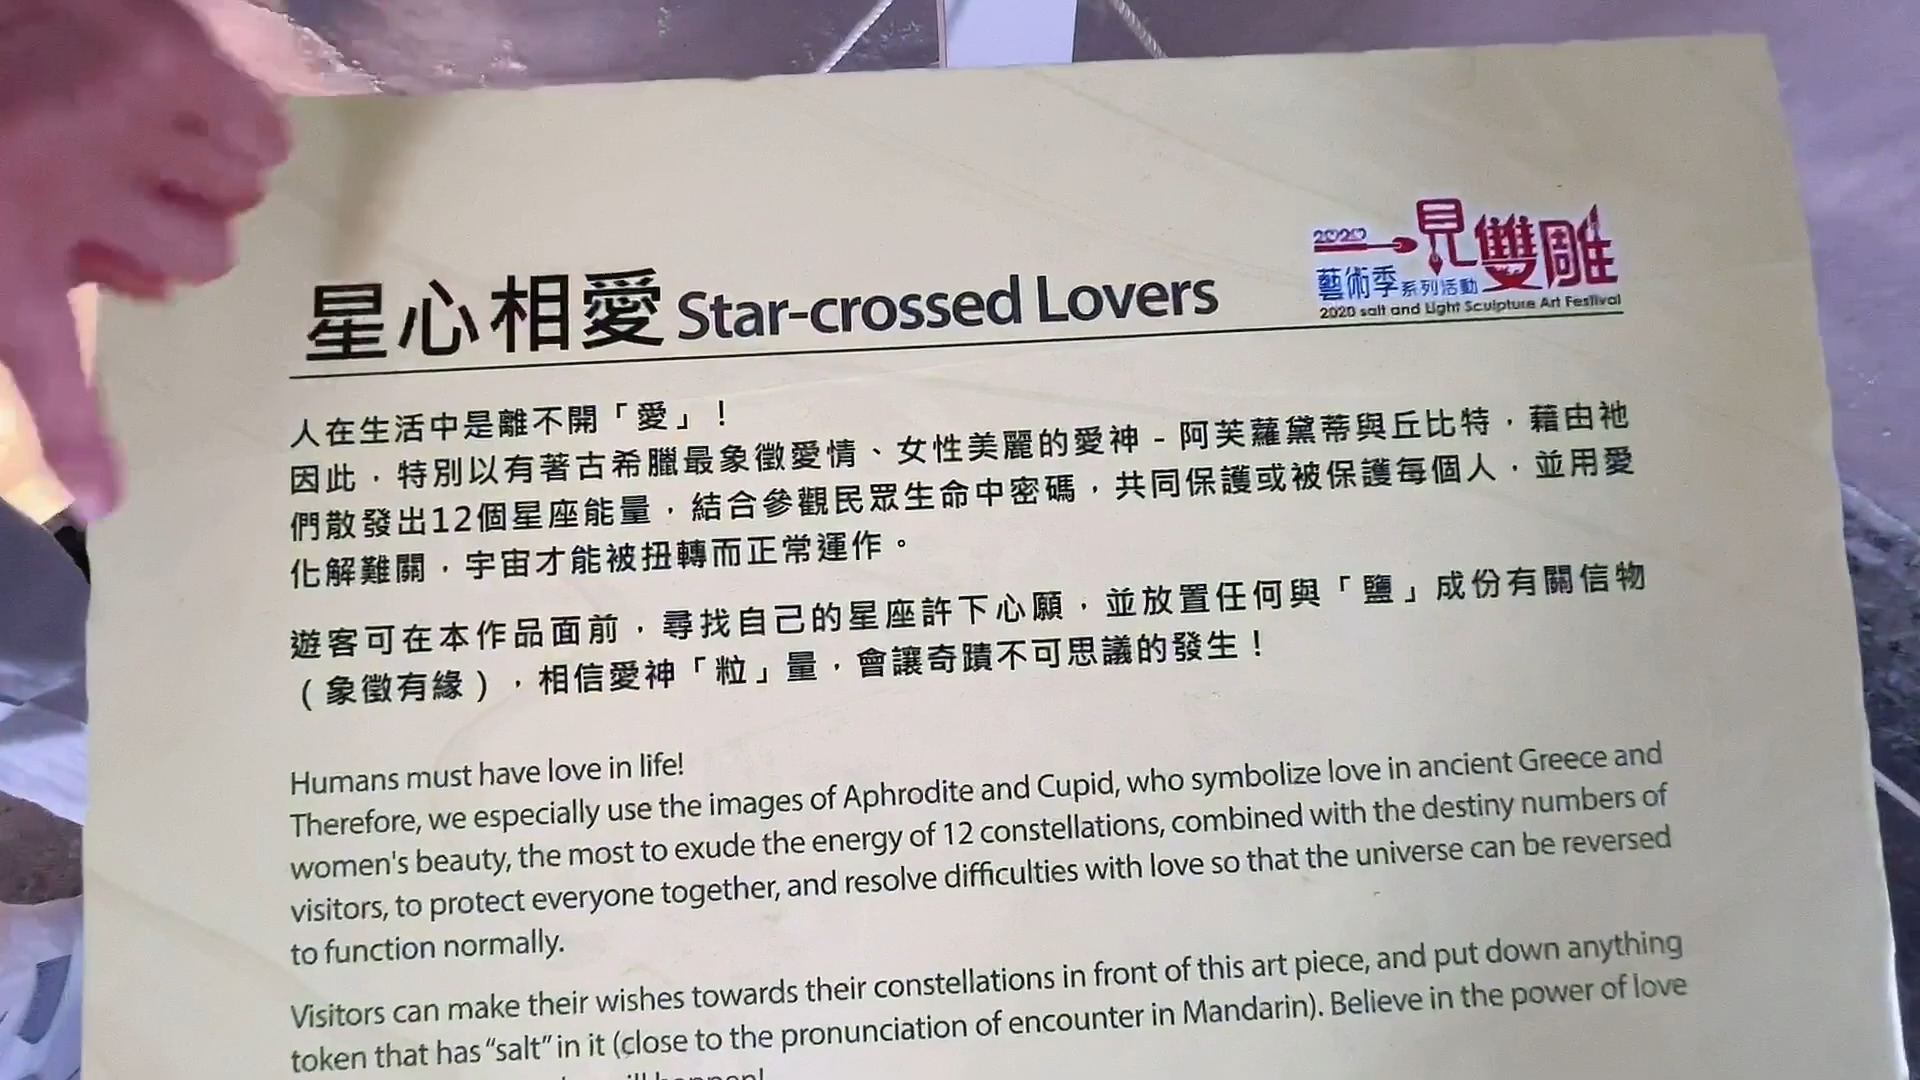 星心相愛 Star-crossed Lovers
2020 一見雙雕
藝術季系列活動
2020 salt and Light Sculpture Art Festival
人在生活中是離不開「愛」！
因此，特別以有著古希臘最象徵愛情、女性美麗的愛神-阿芙蘿黛蒂與丘比特，藉由祂
們散發出12個星座能量，結合參觀民眾生命中密碼，共同保護或被保護每個人，並用愛
化解難關，宇宙才能被扭轉而正常運作。
遊客可在本作品面前，尋找自己的星座許下心願，並放置任何與「鹽」成份有關信物
（象徵有緣），相信愛神「粒」量，會讓奇蹟不可思議的發生！
Humans must have love in life!
Therefore, we especially use the images of Aphrodite and Cupid, who symbolize love in ancient Greece and
women's beauty, the most to exude the energy of 12 constellations, combined with the destiny numbers of
visitors, to protect everyone together, and resolve difficulties with love so that the universe can be reversed
to function normally.
Visitors can make their wishes towards their constellations in front of this art piece, and put down anything
token that has “salt” in it (close to the pronunciation of encounter in Mandarin). Believe in the power of love